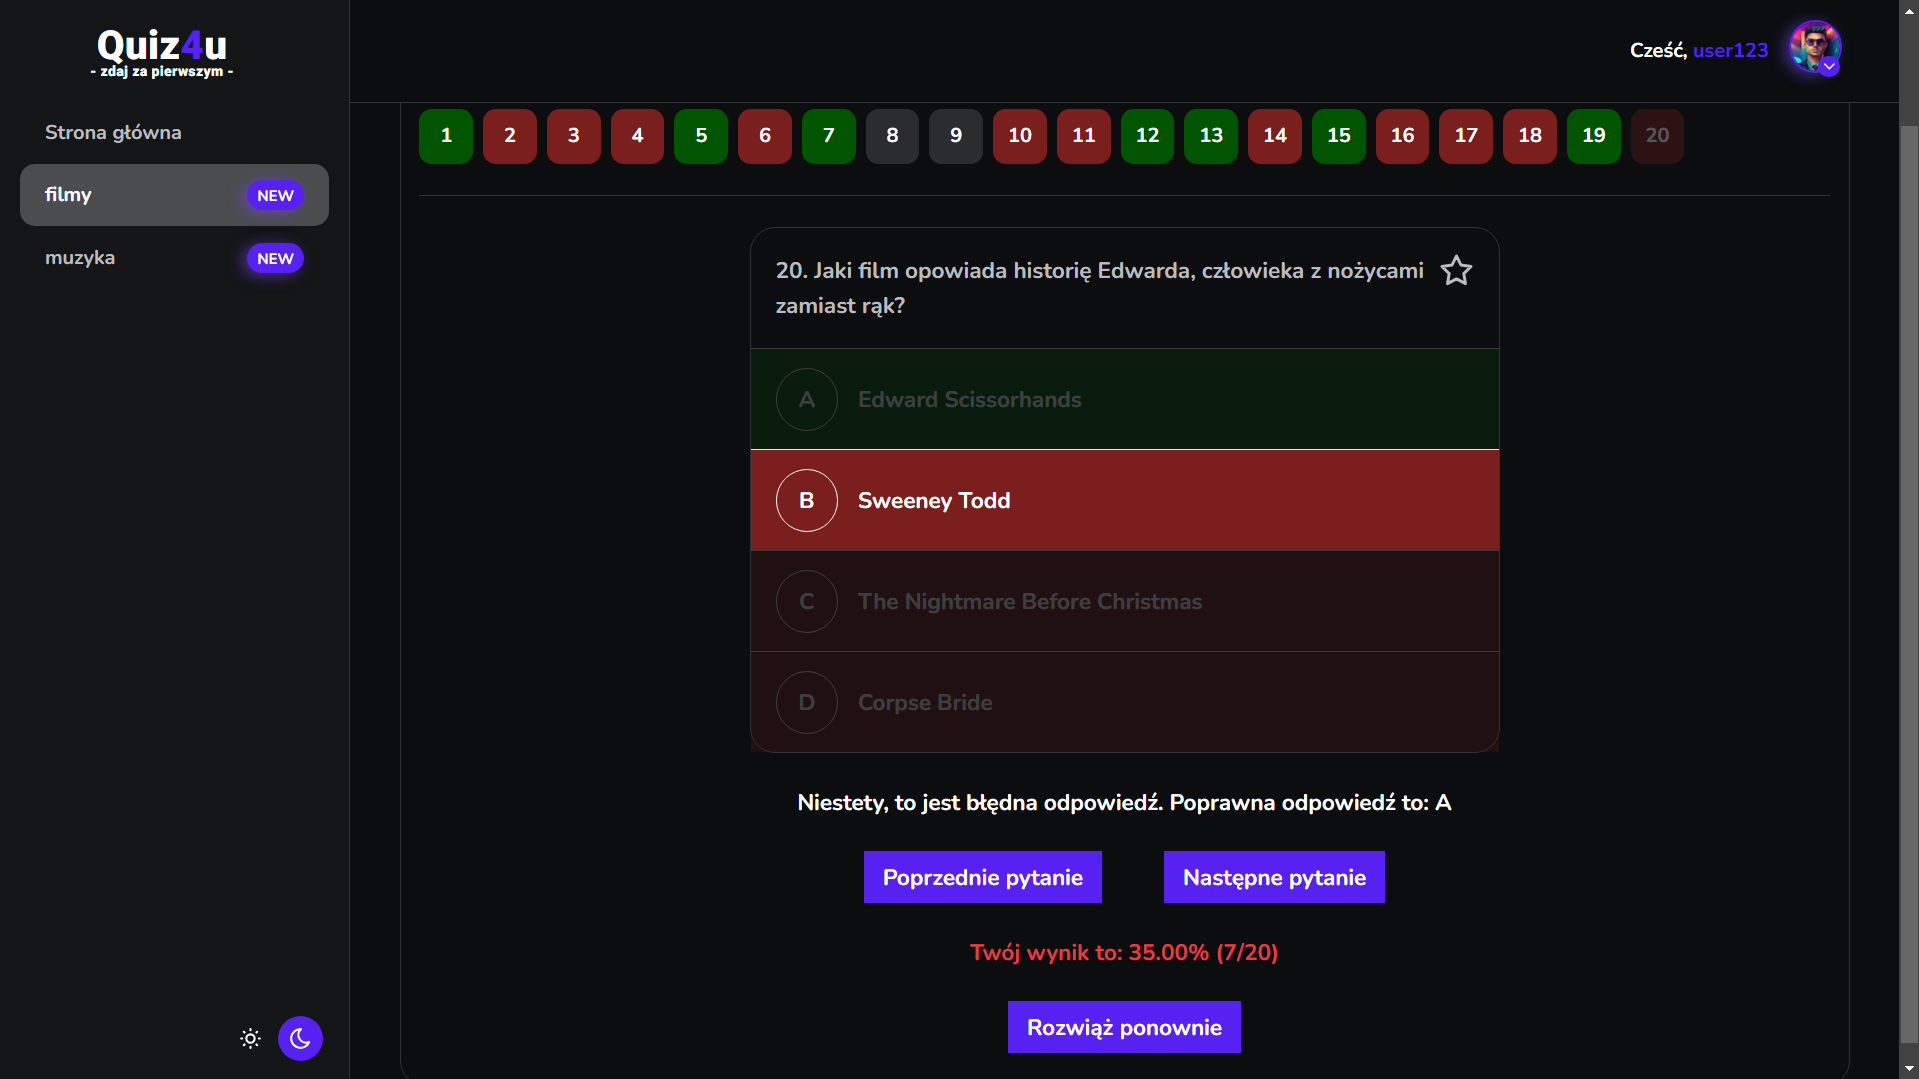 Quiz4u
- zdaj za pierwszym -
Strona główna
filmy NEW
muzyka NEW
Cześć, user123
1 2 3 4 5 6 7 8 9 10 11 12 13 14 15 16 17 18 19 20
20. Jaki film opowiada historię Edwarda, człowieka z nożycami
zamiast rąk?
A Edward Scissorhands
B Sweeney Todd
C The Nightmare Before Christmas
D Corpse Bride
Niestety, to jest błędna odpowiedź. Poprawna odpowiedź to: A
Poprzednie pytanie Następne pytanie
Twój wynik to: 35.00% (7/20)
Rozwiąż ponownie